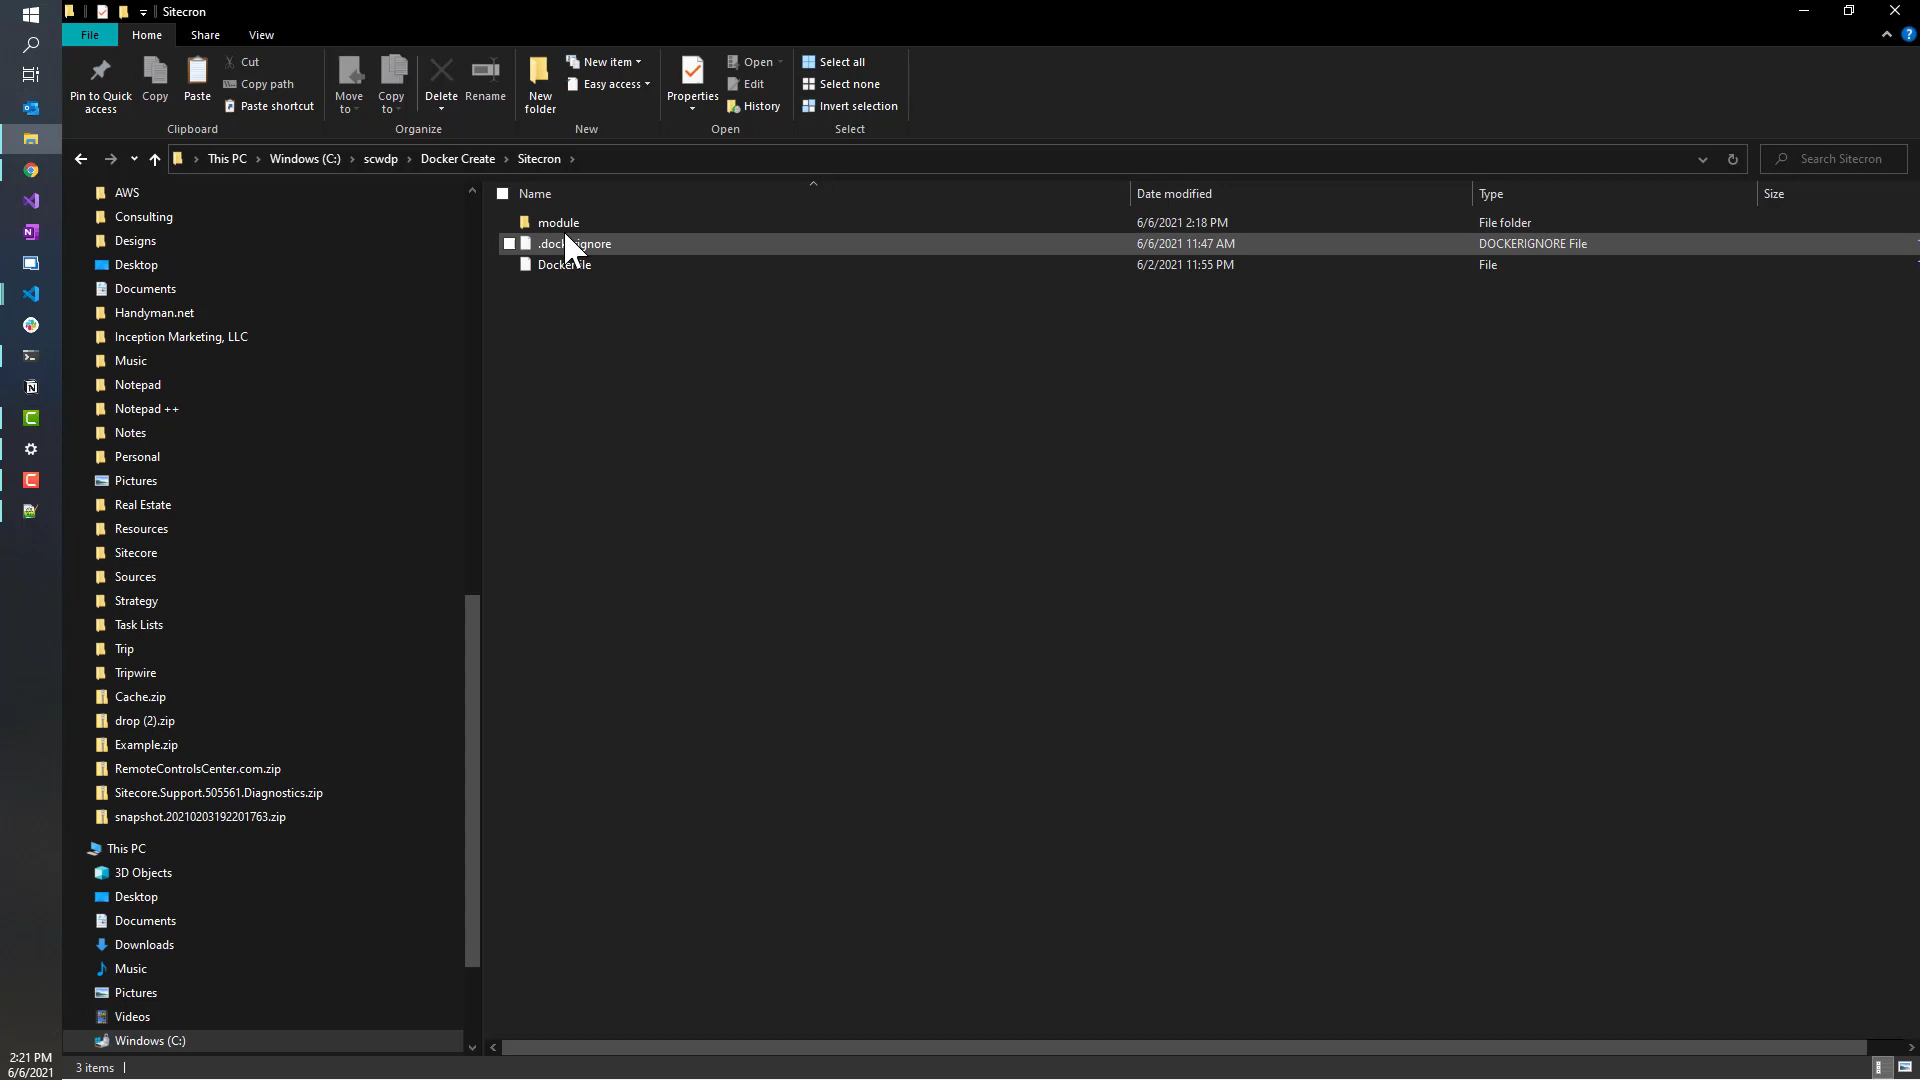 Sitecron
File Home Share View
Pin to Quick access
Copy
Paste
Cut
Copy path
Paste shortcut
Clipboard
Move to
Copy to
Delete
Rename
Organize
New folder
New item
Easy access
New
Properties
Open
Edit
History
Open
Select all
Select none
Invert selection
Select
This PC > Windows (C:) > scwdp > Docker Create > Sitecron >
Search Sitecron
Name Date modified Type Size
module 6/6/2021 2:18 PM File folder
.dockerignore 6/6/2021 11:47 AM DOCKERIGNORE File
Dockerfile 6/2/2021 11:55 PM File
AWS
Consulting
Designs
Desktop
Documents
Handyman.net
Inception Marketing, LLC
Music
Notepad
Notepad ++
Notes
Personal
Pictures
Real Estate
Resources
Sitecore
Sources
Strategy
Task Lists
Trip
Tripwire
Cache.zip
drop (2).zip
Example.zip
RemoteControlsCenter.com.zip
Sitecore.Support.505561.Diagnostics.zip
snapshot.20210203192201763.zip
This PC
3D Objects
Desktop
Documents
Downloads
Music
Pictures
Videos
Windows (C:)
3 items
2:21 PM
6/6/2021